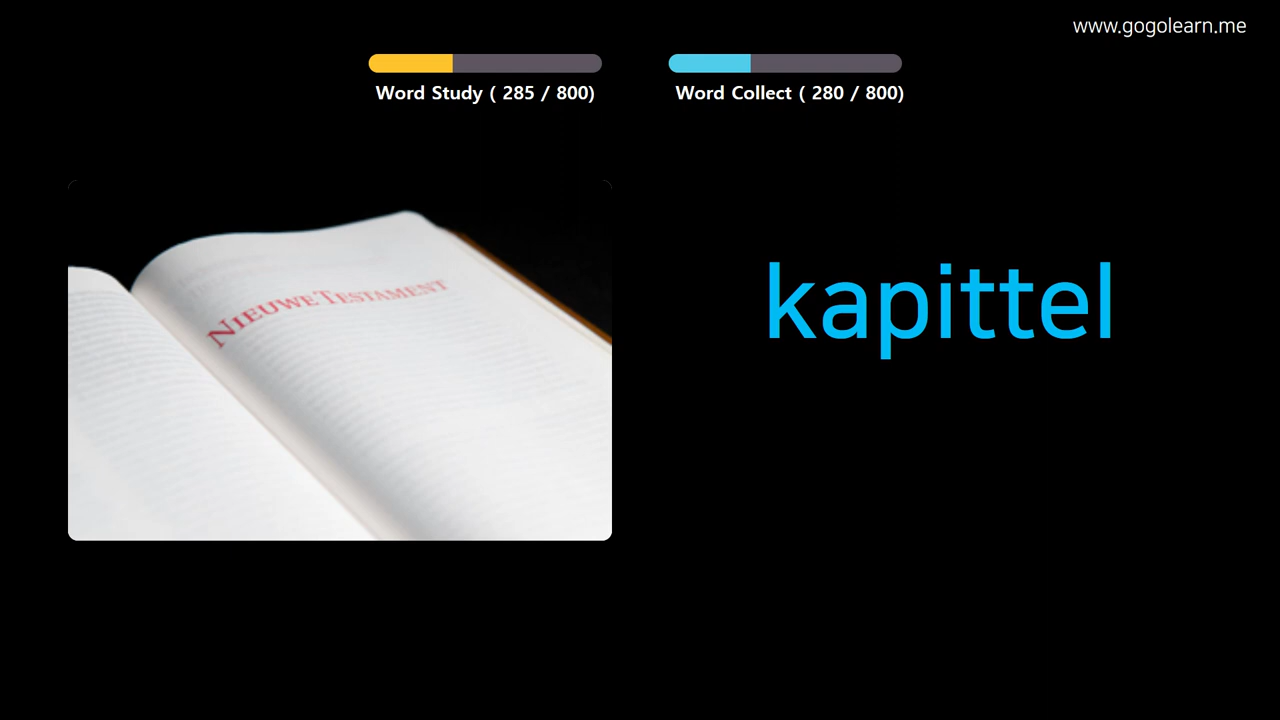 www.gogolearn.me
Word Study ( 285 / 800)
Word Collect ( 280 / 800)
NIEUWE TESTAMENT
kapittel